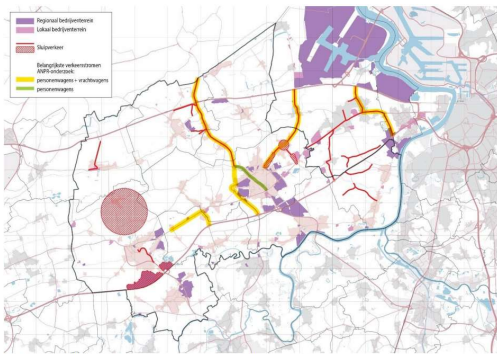 Regionaal bedrijventerrein
Lokaal bedrijventerrein
Sluipverkeer
Belangrijkste verkeersstromen
ANPR-onderzoek:
personenwagens + vrachtwagens
personenwagens